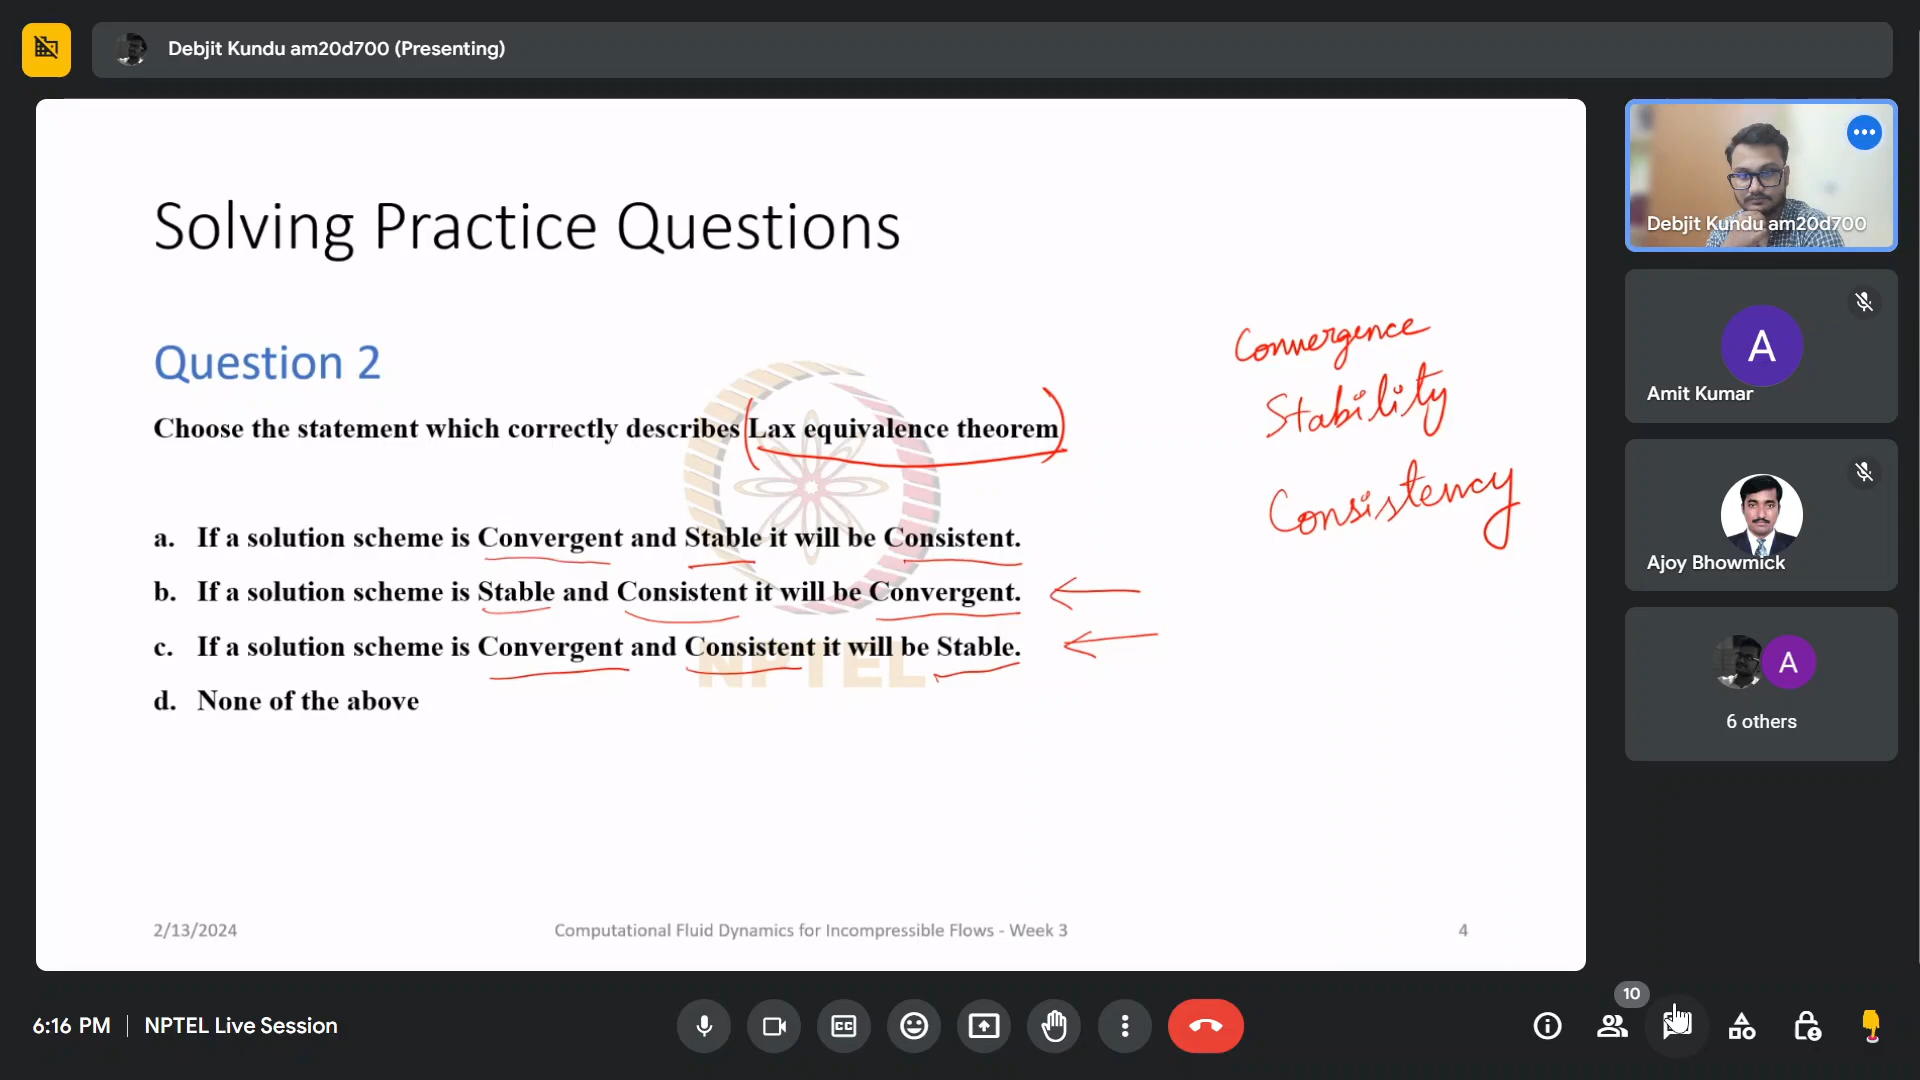 Debjit Kundu am20d700 (Presenting)
Solving Practice Questions
Question 2
Choose the statement which correctly describes Lax equivalence theorem
a. If a solution scheme is Convergent and Stable it will be Consistent.
b. If a solution scheme is Stable and Consistent it will be Convergent.
c. If a solution scheme is Convergent and Consistent it will be Stable.
d. None of the above
NPTEL
Convergence
Stability
Consistency
2/13/2024
Computational Fluid Dynamics for Incompressible Flows - Week 3
4
Debjit Kundu am20d700
A
Amit Kumar
Ajoy Bhowmick
A
6 others
6:16 PM
NPTEL Live Session
CC
10